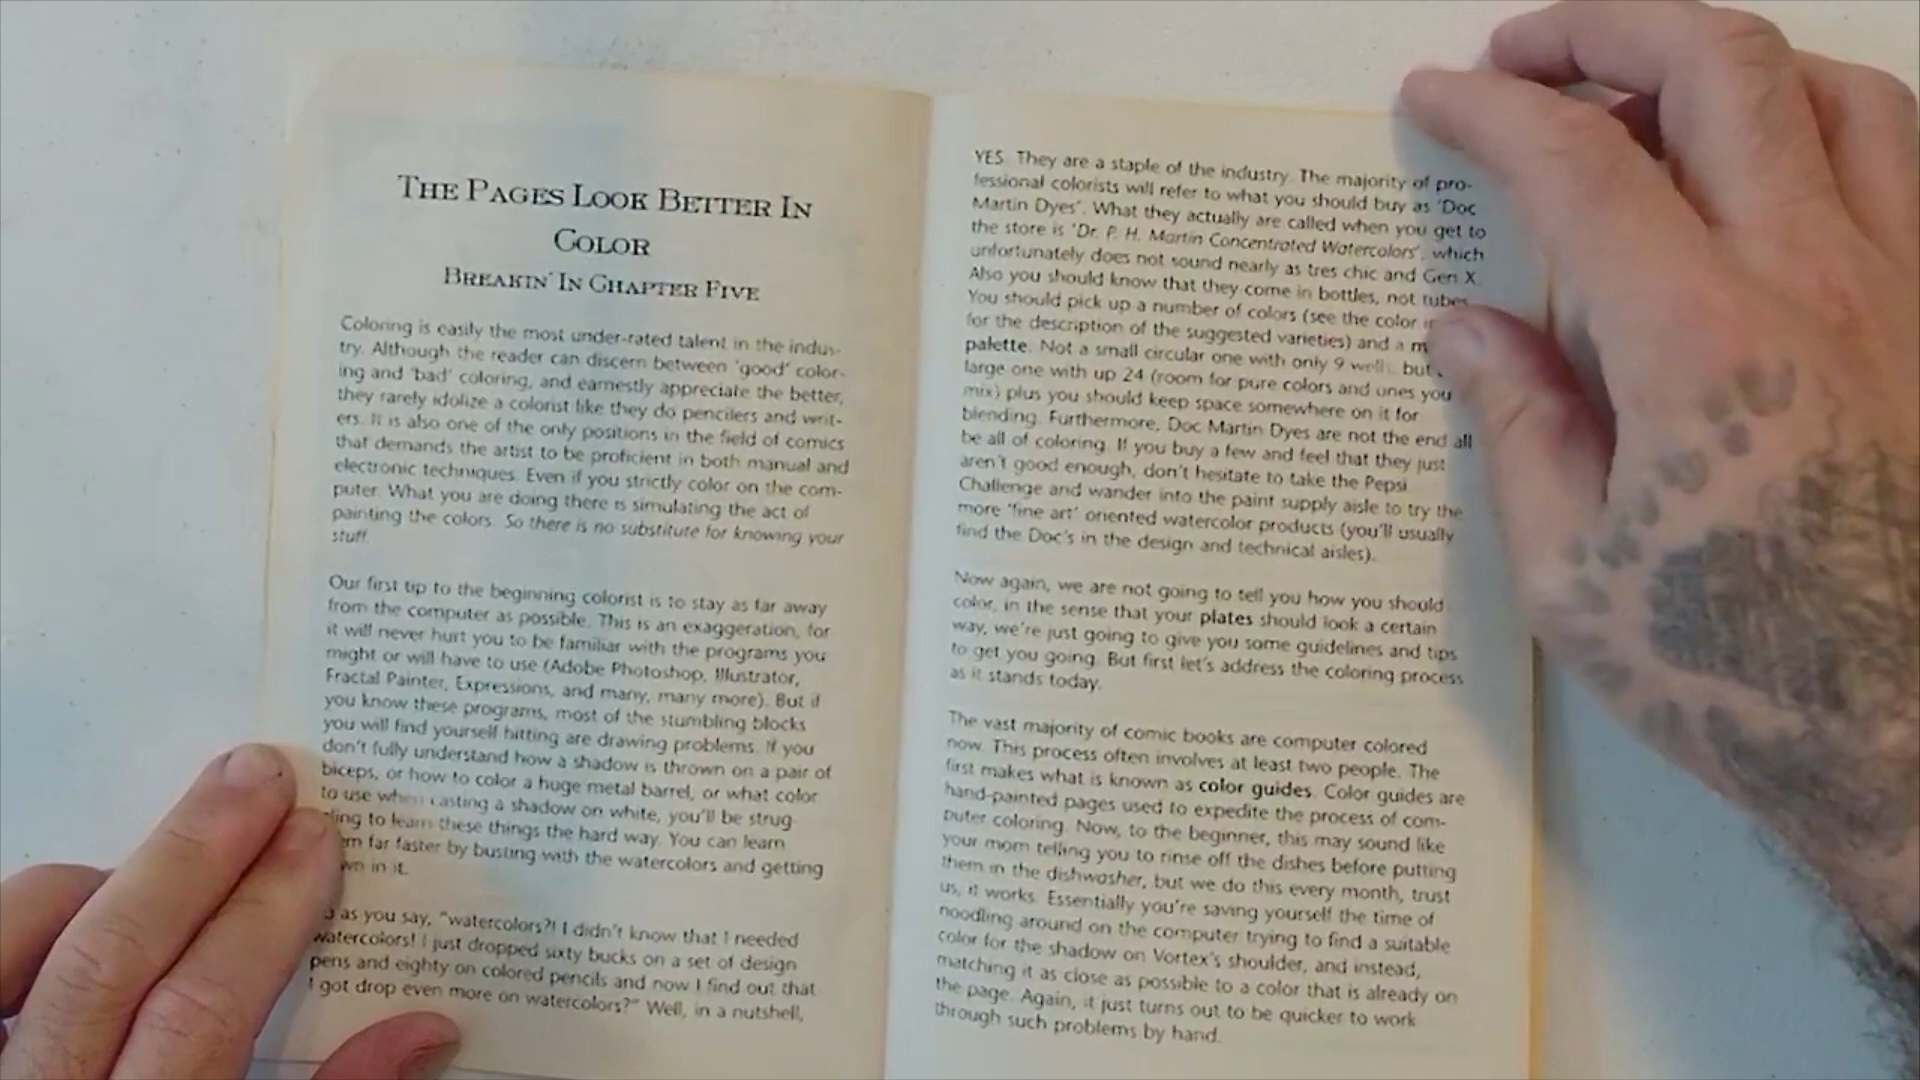 THE PAGES LOOK BETTER IN
COLOR
BREAKIN' IN CHAPTER FIVE
Coloring is easily the most under-rated talent in the indus-
try. Although the reader can discern between 'good' color-
ing and 'bad' coloring, and earnestly appreciate the better,
they rarely idolize a colorist like they do pencilers and writ-
ers. It is also one of the only positions in the field of comics
that demands the artist to be proficient in both manual and
electronic techniques. Even if you strictly color on the com-
puter. What you are doing there is simulating the act of
painting the colors. So there is no substitute for knowing your
stuff.
Our first tip to the beginning colorist is to stay as far away
from the computer as possible. This is an exaggeration, for
it will never hurt you to be familiar with the programs you
might or will have to use (Adobe Photoshop, Illustrator,
Fractal Painter, Expressions, and many, many more). But if
you know these programs, most of the stumbling blocks
you will find yourself hitting are drawing problems. If you
don't fully understand how a shadow is thrown on a pair of
biceps, or how to color a huge metal barrel, or what color
to use when casting a shadow on white, you'll be strug-
ling to learn these things the hard way. You can learn
far faster by busting with the watercolors and getting
in it.
as you say, "watercolors?! I didn't know that I needed
watercolors! I just dropped sixty bucks on a set of design
pens and eighty on colored pencils and now I find out that
I got drop even more on watercolors?" Well, in a nutshell,
YES. They are a staple of the industry. The majority of pro-
fessional colorists will refer to what you should buy as 'Doc
Martin Dyes'. What they actually are called when you get to
the store is 'Dr. P. H. Martin Concentrated Watercolors', which
unfortunately does not sound nearly as tres chic and Gen X.
Also you should know that they come in bottles, not tubes.
You should pick up a number of colors (see the color
for the description of the suggested varieties) and a
palette. Not a small circular one with only 9 wells, but
large one with up 24 (room for pure colors and ones you
mix) plus you should keep space somewhere on it for
blending. Furthermore, Doc Martin Dyes are not the end all
be all of coloring. If you buy a few and feel that they just
aren't good enough, don't hesitate to take the Pepsi
Challenge and wander into the paint supply aisle to try the
more 'fine art' oriented watercolor products (you'll usually
find the Doc's in the design and technical aisles).
Now again, we are not going to tell you how you should
color, in the sense that your plates should look a certain
way, we're just going to give you some guidelines and tips
to get you going. But first let's address the coloring process
as it stands today.
The vast majority of comic books are computer colored
now. This process often involves at least two people. The
first makes what is known as color guides. Color guides are
hand-painted pages used to expedite the process of com-
puter coloring. Now, to the beginner, this may sound like
your mom telling you to rinse off the dishes before putting
them in the dishwasher, but we do this every month, trust
us, it works. Essentially you're saving yourself the time of
noodling around on the computer trying to find a suitable
color for the shadow on Vortex's shoulder, and instead,
matching it as close as possible to a color that is already on
the page. Again, it just turns out to be quicker to work
through such problems by hand.